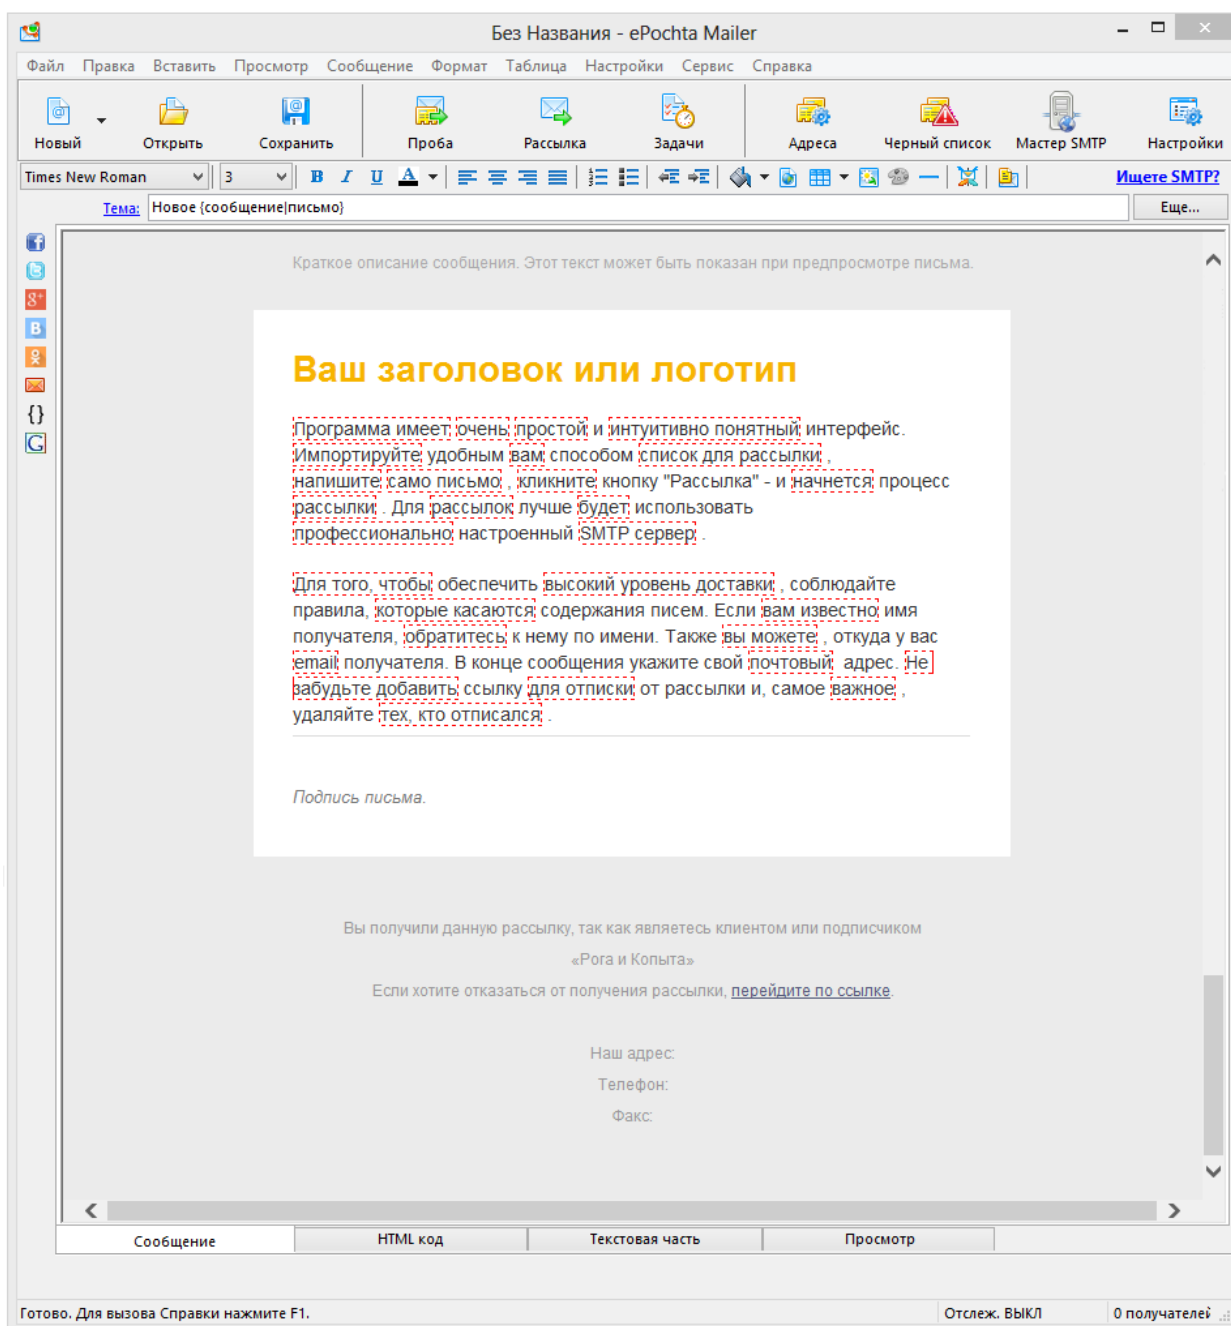 Без Названия - ePochta Mailer
Файл Правка Вставить Просмотр Сообщение Формат Таблица Настройки Сервис Справка
Новый Открыть Сохранить Проба Рассылка Задачи Адреса Черный список Мастер SMTP Настройки
Times New Roman 3 B I U A Ищете SMTP?
Тема: Новое {сообщение|письмо} Еще...
Краткое описание сообщения. Этот текст может быть показан при предпросмотре письма.
Ваш заголовок или логотип
Программа имеет очень простой и интуитивно понятный интерфейс.
Импортируйте удобным вам способом список для рассылки ,
напишите само письмо , кликните кнопку "Рассылка" - и начнется процесс
рассылки . Для рассылок лучше будет использовать
профессионально настроенный SMTP сервер .
Для того, чтобы обеспечить высокий уровень доставки , соблюдайте
правила, которые касаются содержания писем. Если вам известно имя
получателя, обратитесь к нему по имени. Также вы можете , откуда у вас
email получателя. В конце сообщения укажите свой почтовый адрес. Не
забудьте добавить ссылку для отписки от рассылки и, самое важное ,
удаляйте тех, кто отписался .
Подпись письма.
Вы получили данную рассылку, так как являетесь клиентом или подписчиком
«Рога и Копыта»
Если хотите отказаться от получения рассылки, перейдите по ссылке.
Наш адрес:
Телефон:
Факс:
Сообщение HTML код Текстовая часть Просмотр
Готово. Для вызова Справки нажмите F1. Отслеж. ВЫКЛ 0 получателей